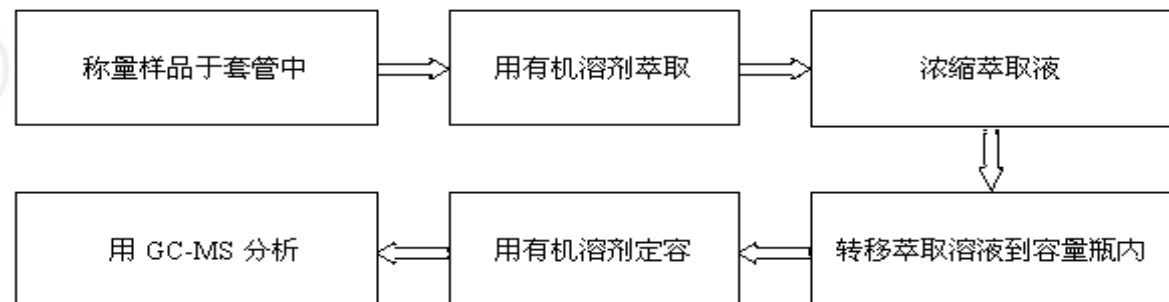 称量样品于套管中
用有机溶剂萃取
浓缩萃取液
转移萃取溶液到容量瓶内
用有机溶剂定容
用 GC-MS 分析